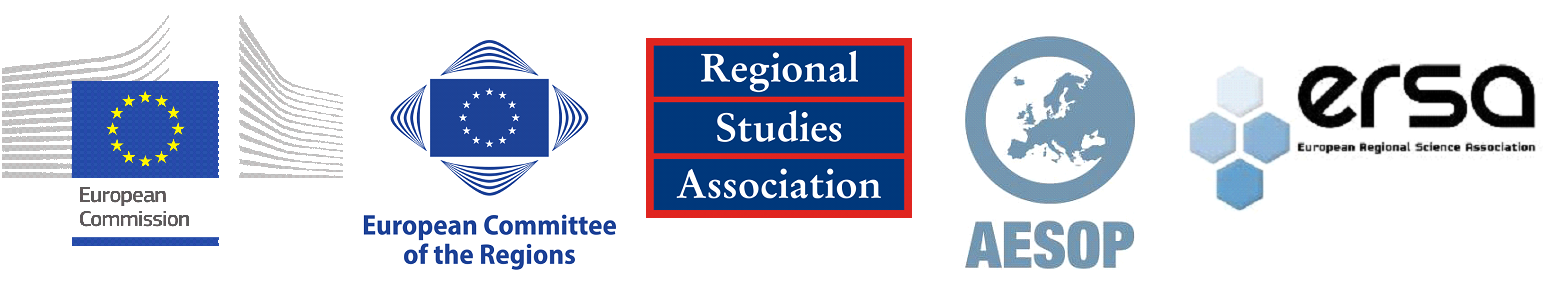 European
Commission
European Committee
of the Regions
Regional
Studies
Association
AESOP
ersa
European Regional Science Association